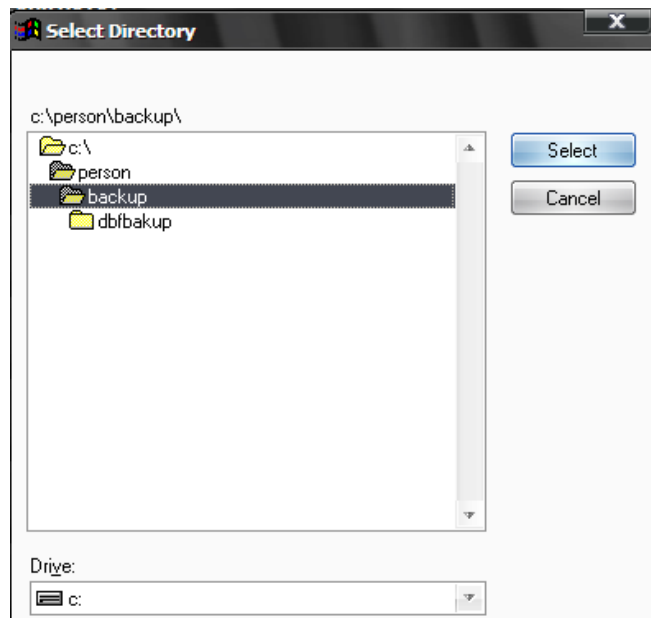 Select Directory
c:\person\backup\
c:\
person
backup
dbfbakup
Select
Cancel
Drive:
c: